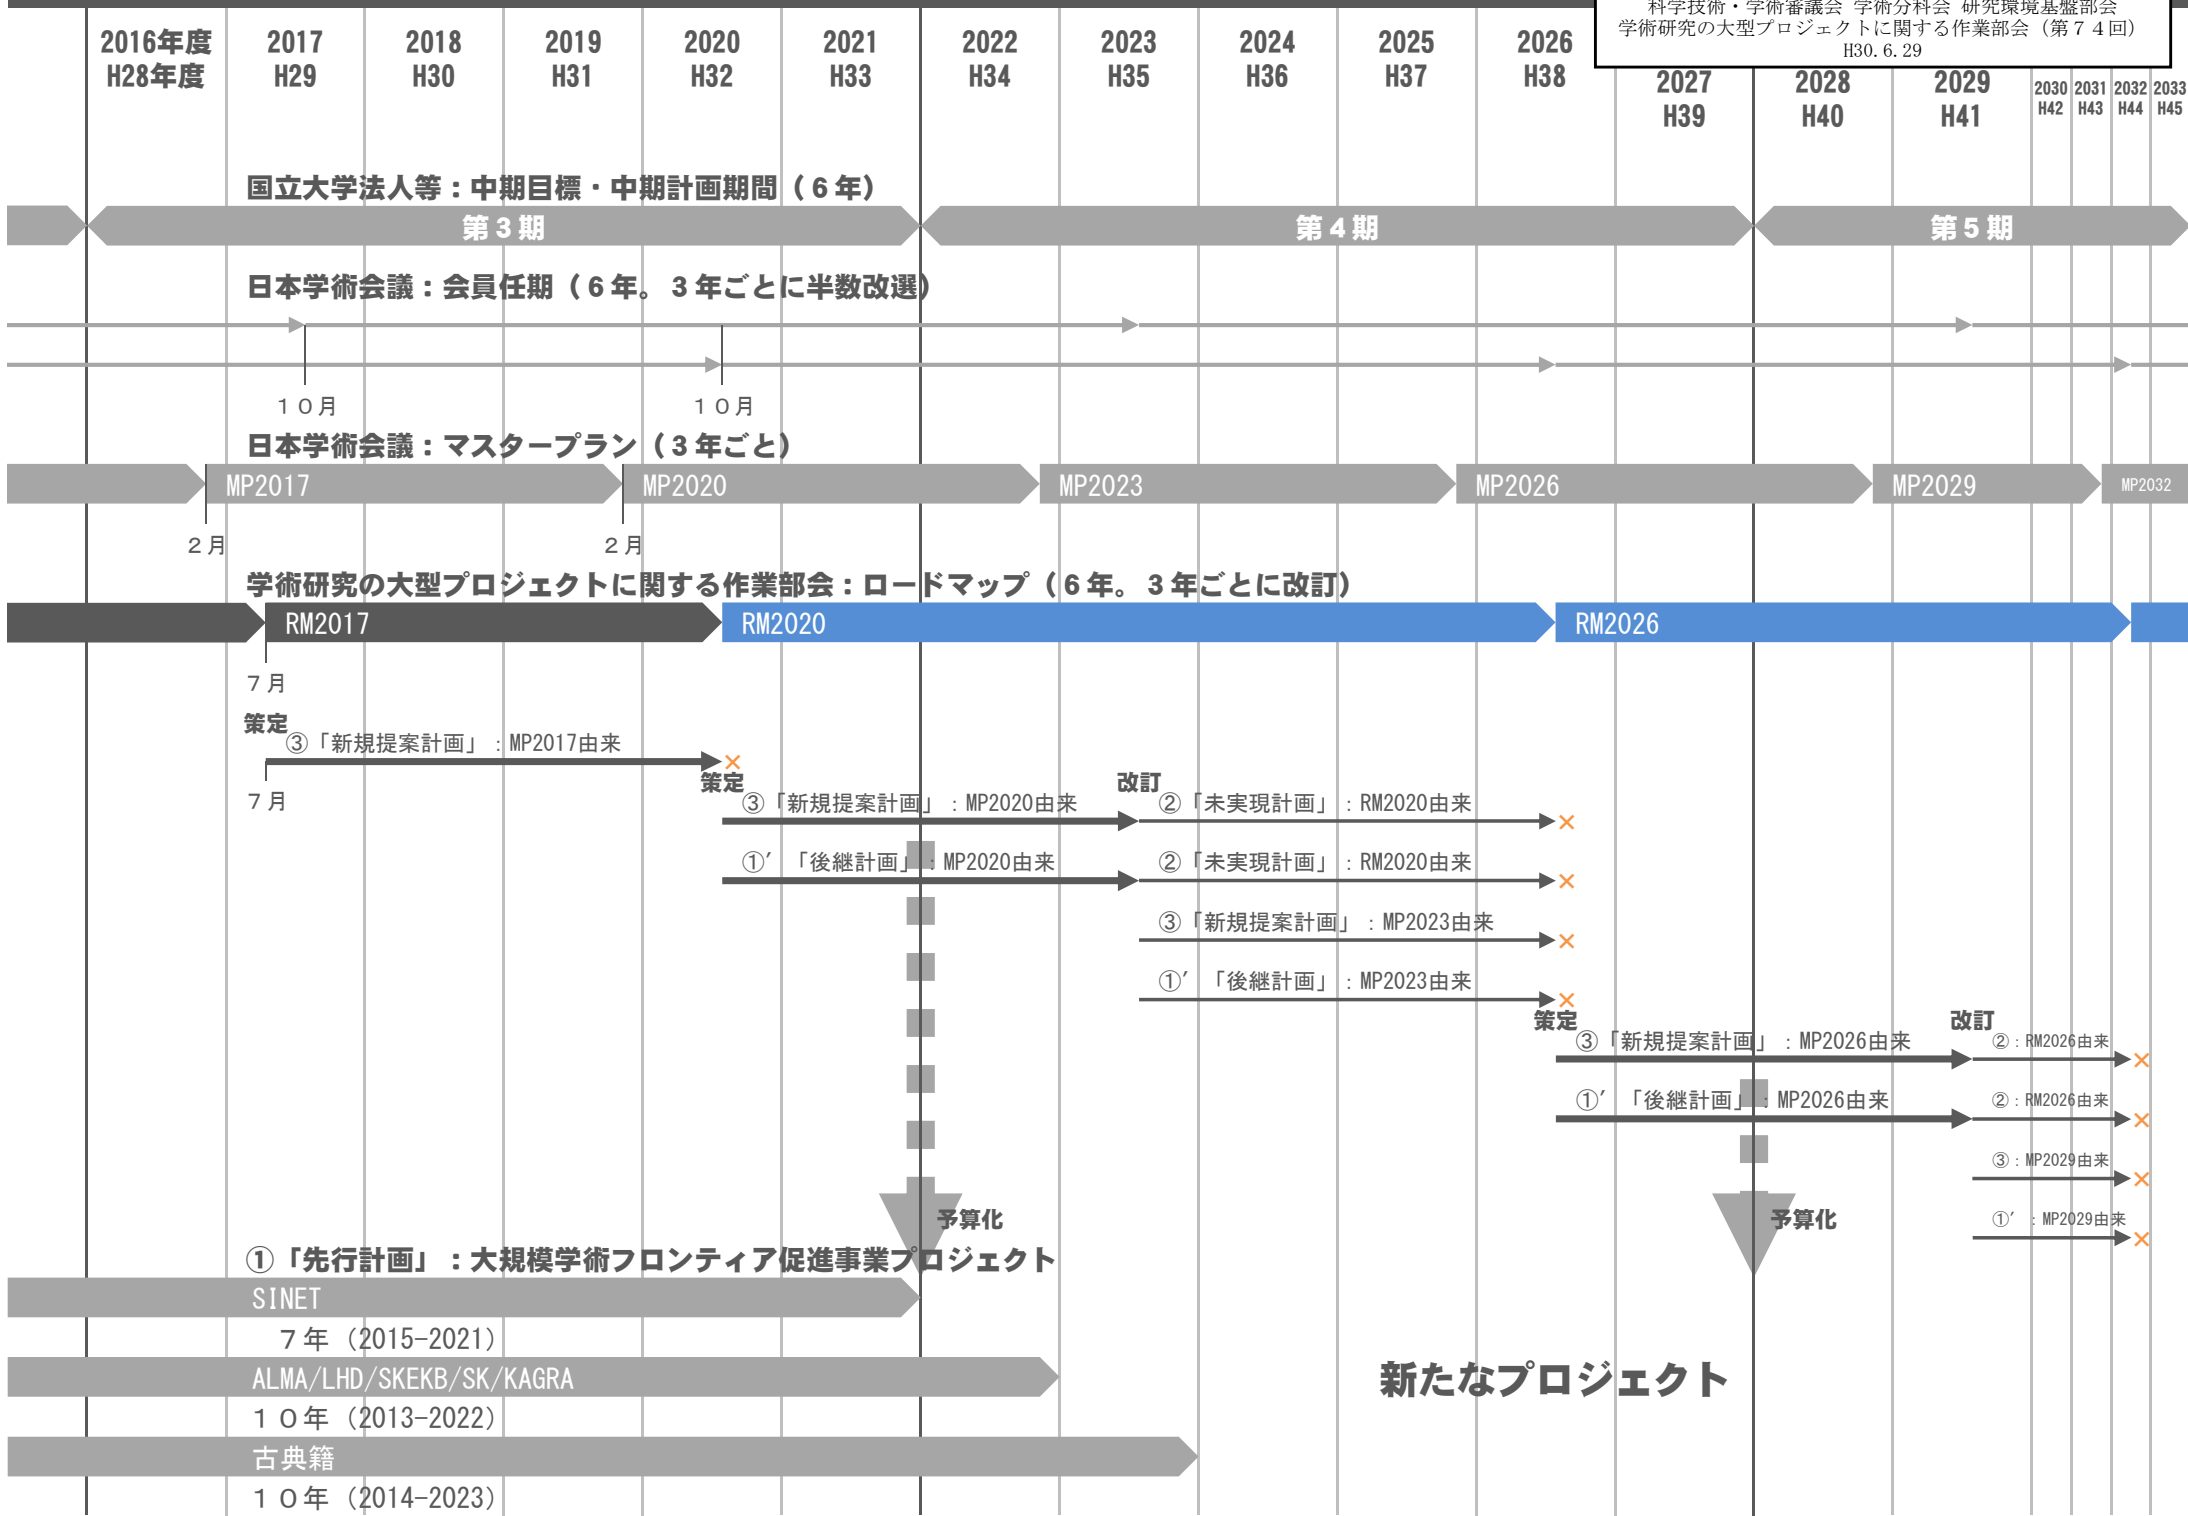 科学技術・学術審議会 学術分科会 研究環境基盤部会
学術研究の大型プロジェクトに関する作業部会（第７４回）
H30.6.29
2016年度 2017 2018 2019 2020 2021 2022 2023 2024 2025 2026
H28年度 H29 H30 H31 H32 H33 H34 H35 H36 H37 H38
2027 2028 2029 2030 2031 2032 2033
H39 H40 H41 H42 H43 H44 H45
国立大学法人等：中期目標・中期計画期間（６年）
第３期 第４期 第５期
日本学術会議：会員任期（６年。３年ごとに半数改選）
１０月 １０月
日本学術会議：マスタープラン（３年ごと）
MP2017 MP2020 MP2023 MP2026 MP2029 MP2032
２月 ２月
学術研究の大型プロジェクトに関する作業部会：ロードマップ（６年。３年ごとに改訂）
RM2017 RM2020 RM2026
７月
策定
③「新規提案計画」：MP2017由来
×
７月
策定 改訂
③「新規提案計画」：MP2020由来 ②「未実現計画」：RM2020由来
×
①′「後継計画」：MP2020由来 ②「未実現計画」：RM2020由来
×
③「新規提案計画」：MP2023由来
×
①′「後継計画」：MP2023由来
×
策定 改訂
③「新規提案計画」：MP2026由来 ②：RM2026由来
×
①′「後継計画」：MP2026由来 ②：RM2026由来
×
③：MP2029由来
×
①′：MP2029由来
×
予算化 予算化
①「先行計画」：大規模学術フロンティア促進事業プロジェクト
SINET
７年（2015-2021）
ALMA/LHD/SKEKB/SK/KAGRA
新たなプロジェクト
１０年（2013-2022）
古典籍
１０年（2014-2023）